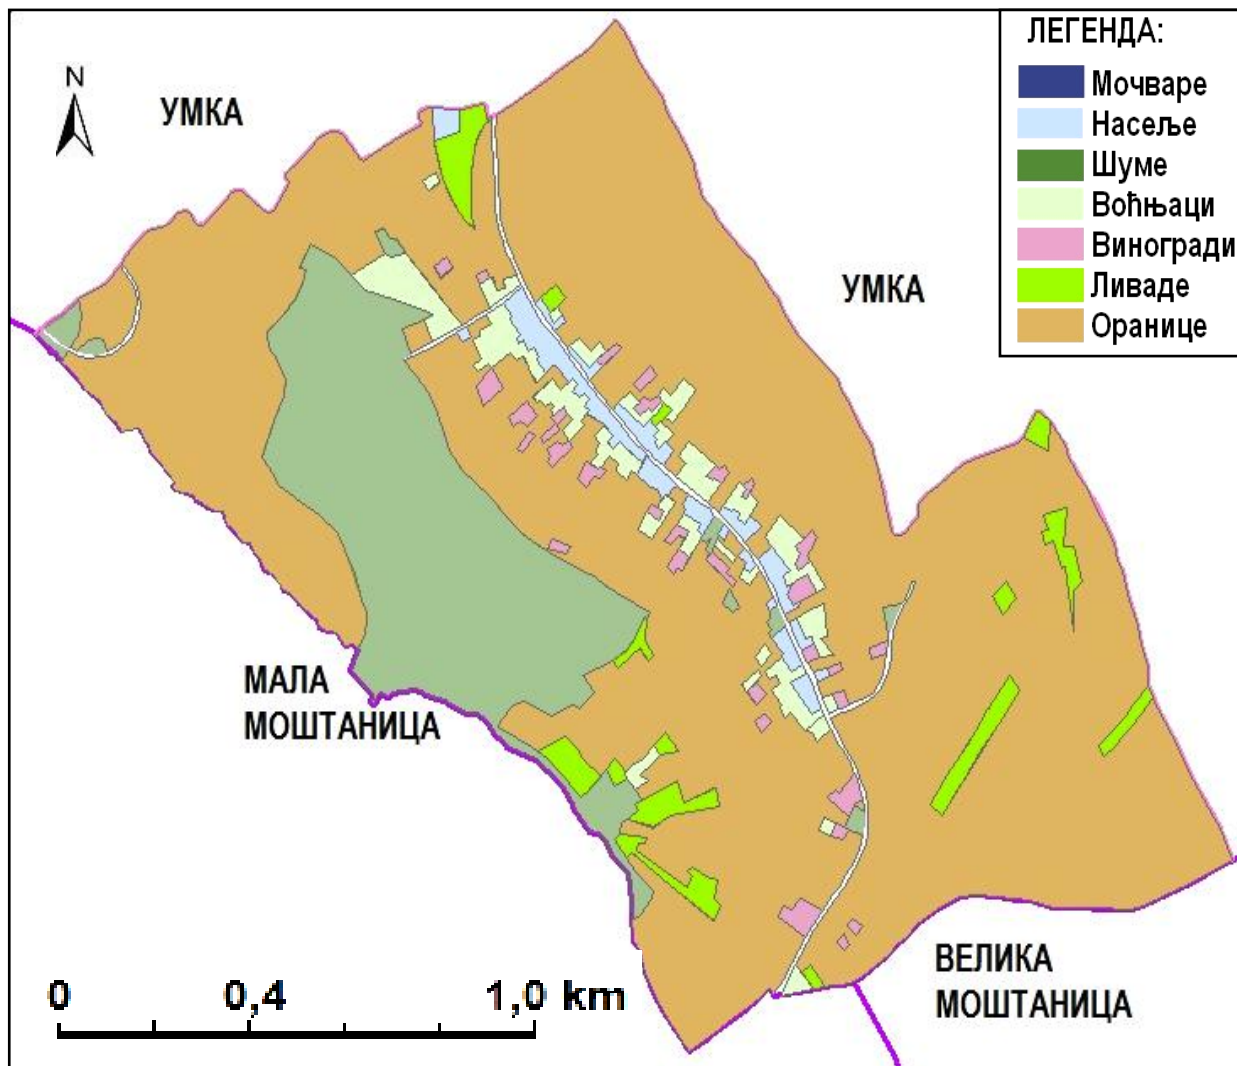 ЛЕГЕНДА:
Мочваре
Насеље
Шуме
Воћњаци
Виногради
Ливаде
Оранице
N
УМКА
УМКА
МАЛА
МОШТАНИЦА
ВЕЛИКА
МОШТАНИЦА
0 0,4 1,0 km